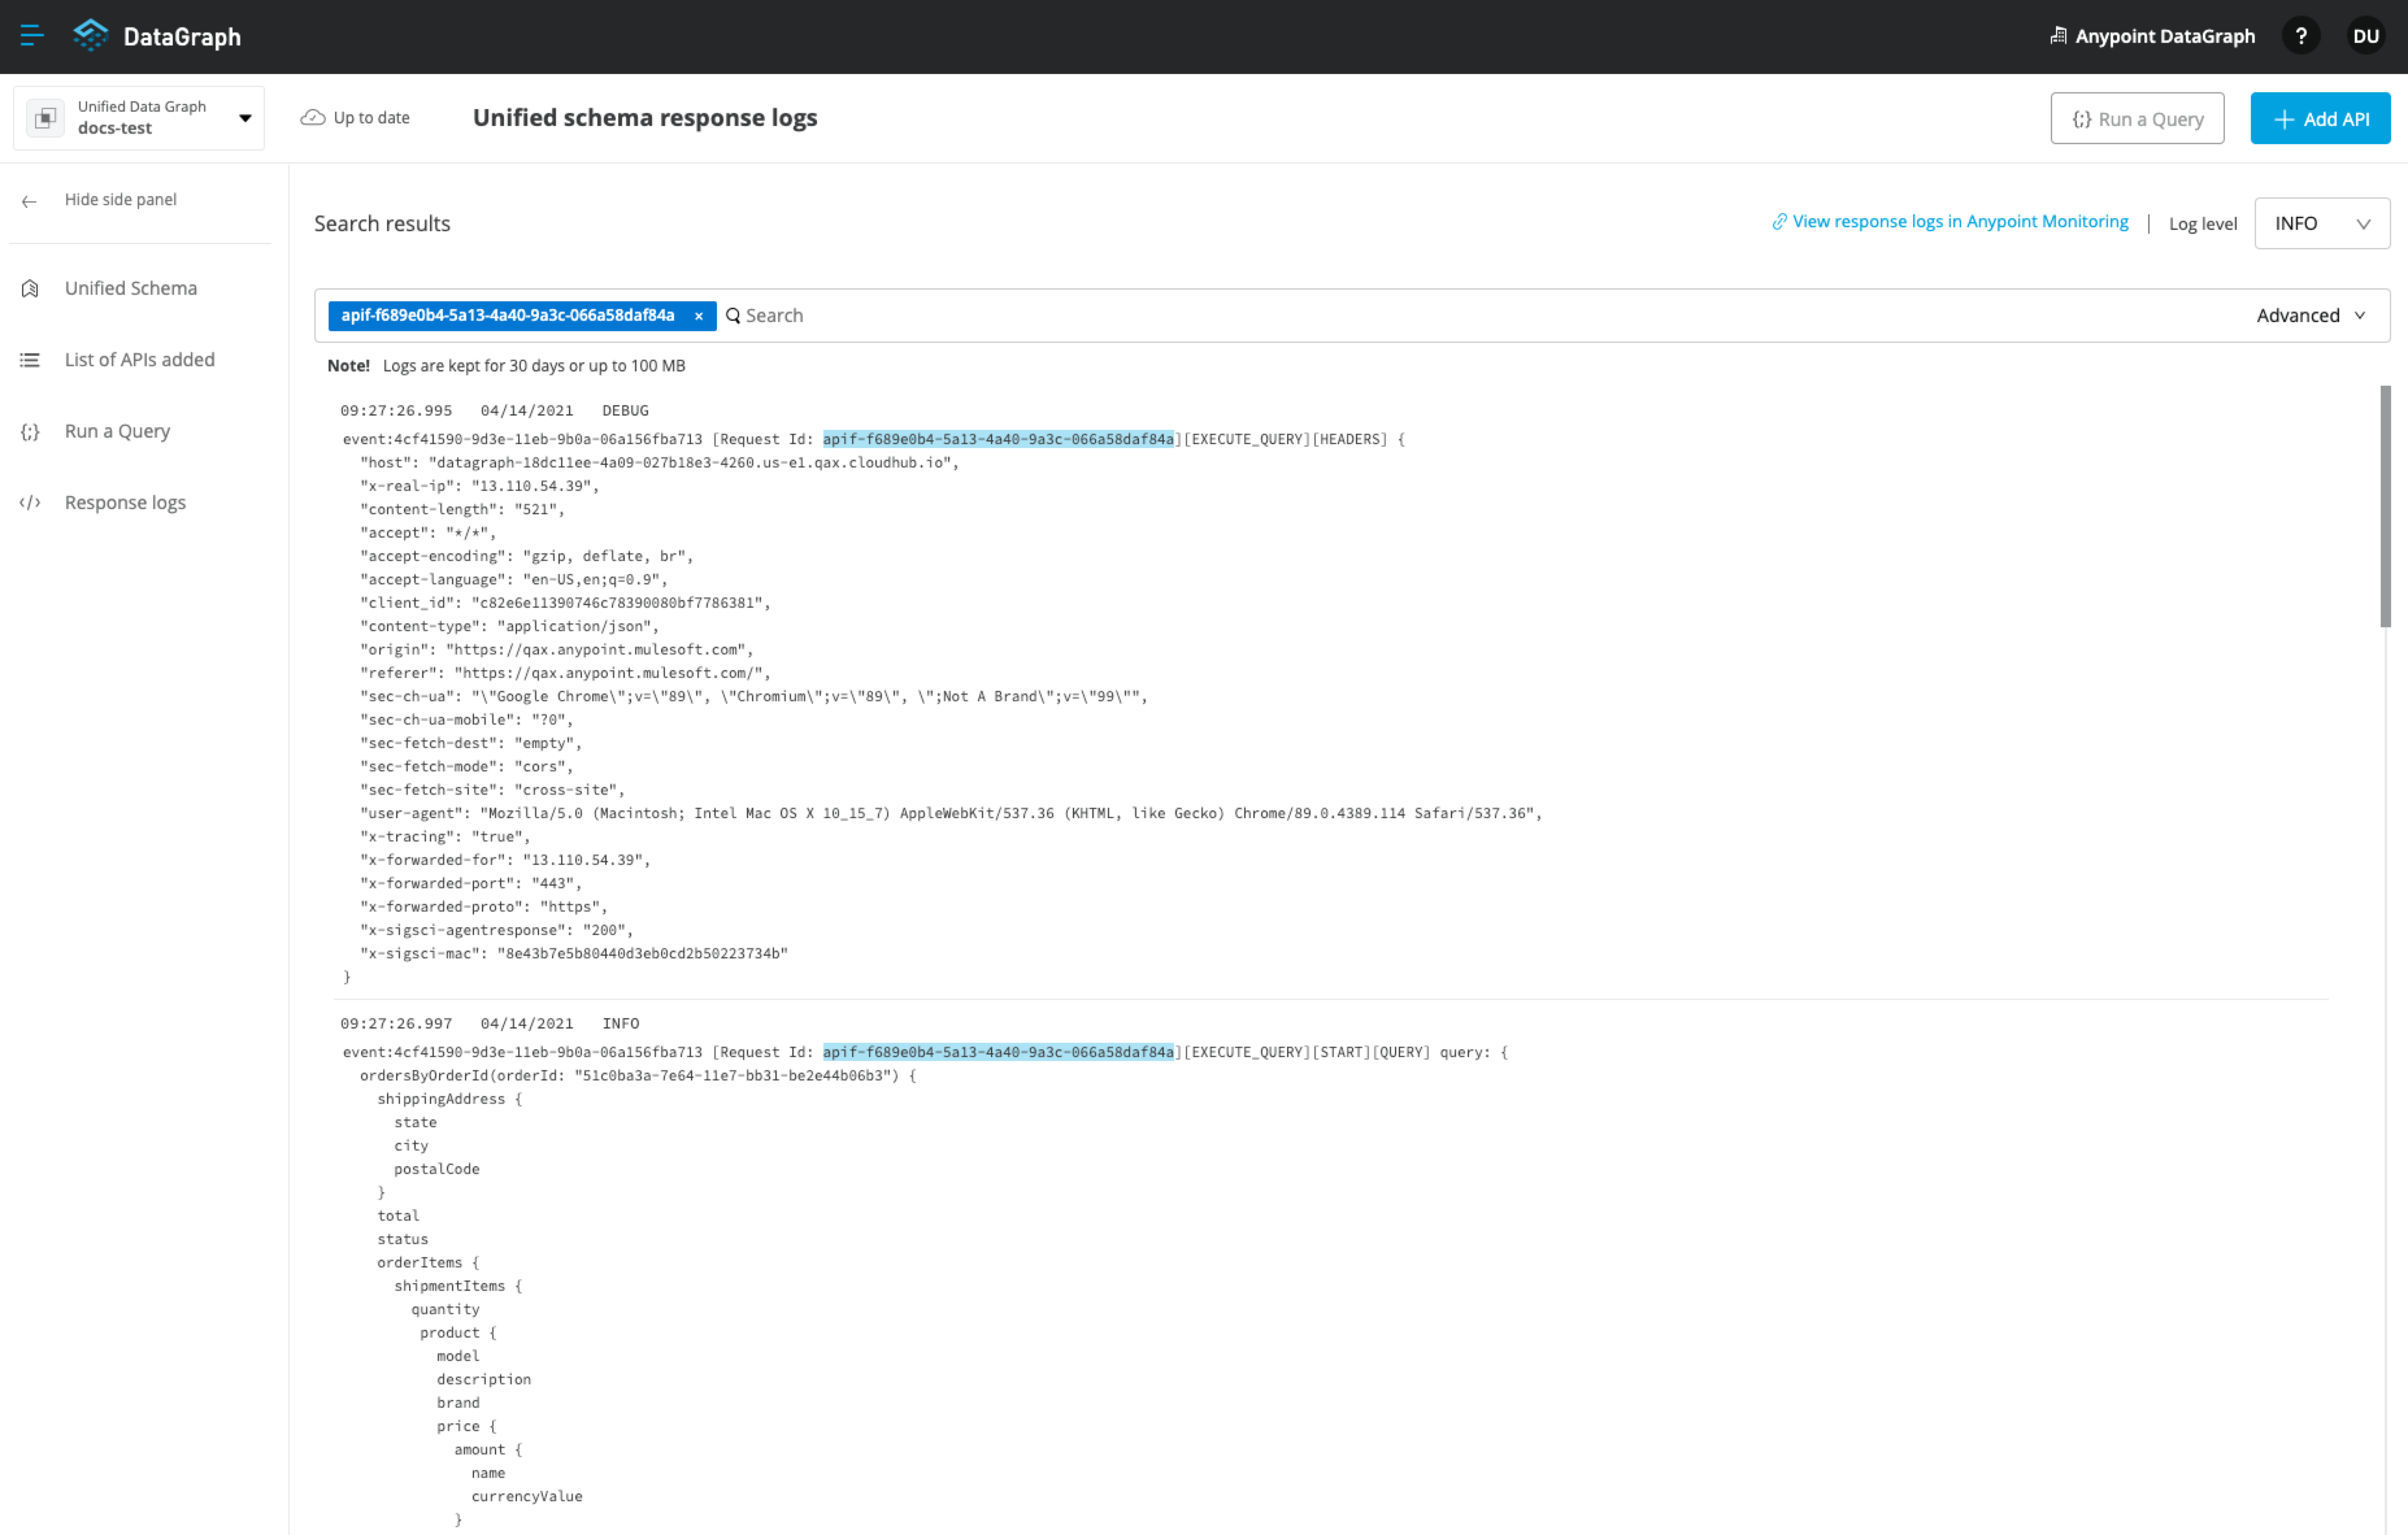 DataGraph
Anypoint DataGraph
?
DU
Unified Data Graph
docs-test
Up to date
Unified schema response logs
{;} Run a Query
+ Add API
Hide side panel
Unified Schema
List of APIs added
{;} Run a Query
</> Response logs
Search results
View response logs in Anypoint Monitoring | Log level INFO
apif-f689e0b4-5a13-4a40-9a3c-066a58daf84a × Search
Advanced
Note! Logs are kept for 30 days or up to 100 MB
09:27:26.995 04/14/2021 DEBUG
event:4cf41590-9d3e-11eb-9b0a-06a156fba713 [Request Id: apif-f689e0b4-5a13-4a40-9a3c-066a58daf84a][EXECUTE_QUERY][HEADERS] {
"host": "datagraph-18dc11ee-4a09-027b18e3-4260.us-e1.qax.cloudhub.io",
"x-real-ip": "13.110.54.39",
"content-length": "521",
"accept": "*/*",
"accept-encoding": "gzip, deflate, br",
"accept-language": "en-US,en;q=0.9",
"client_id": "c82e6e11390746c78390080bf7786381",
"content-type": "application/json",
"origin": "https://qax.anypoint.mulesoft.com",
"referer": "https://qax.anypoint.mulesoft.com/",
"sec-ch-ua": "\"Google Chrome\";v=\"89\", \"Chromium\";v=\"89\", \";Not A Brand\";v=\"99\"",
"sec-ch-ua-mobile": "?0",
"sec-fetch-dest": "empty",
"sec-fetch-mode": "cors",
"sec-fetch-site": "cross-site",
"user-agent": "Mozilla/5.0 (Macintosh; Intel Mac OS X 10_15_7) AppleWebKit/537.36 (KHTML, like Gecko) Chrome/89.0.4389.114 Safari/537.36",
"x-tracing": "true",
"x-forwarded-for": "13.110.54.39",
"x-forwarded-port": "443",
"x-forwarded-proto": "https",
"x-sigsci-agentresponse": "200",
"x-sigsci-mac": "8e43b7e5b80440d3eb0cd2b50223734b"
}
09:27:26.997 04/14/2021 INFO
event:4cf41590-9d3e-11eb-9b0a-06a156fba713 [Request Id: apif-f689e0b4-5a13-4a40-9a3c-066a58daf84a][EXECUTE_QUERY][START][QUERY] query: {
ordersByOrderId(orderId: "51c0ba3a-7e64-11e7-bb31-be2e44b06b3") {
shippingAddress {
state
city
postalCode
}
total
status
orderItems {
shipmentItems {
quantity
product {
model
description
brand
price {
amount {
name
currencyValue
}